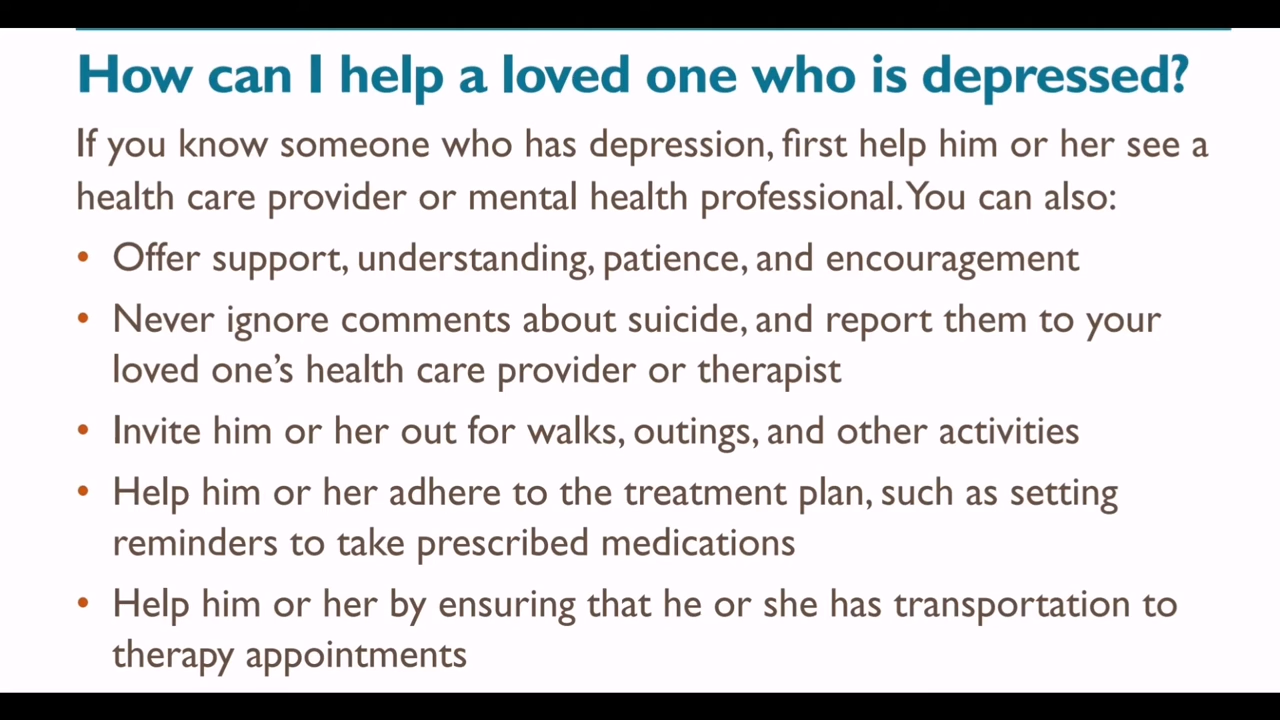 How can I help a loved one who is depressed?
If you know someone who has depression, first help him or her see a
health care provider or mental health professional. You can also:
• Offer support, understanding, patience, and encouragement
• Never ignore comments about suicide, and report them to your
loved one’s health care provider or therapist
• Invite him or her out for walks, outings, and other activities
• Help him or her adhere to the treatment plan, such as setting
reminders to take prescribed medications
• Help him or her by ensuring that he or she has transportation to
therapy appointments